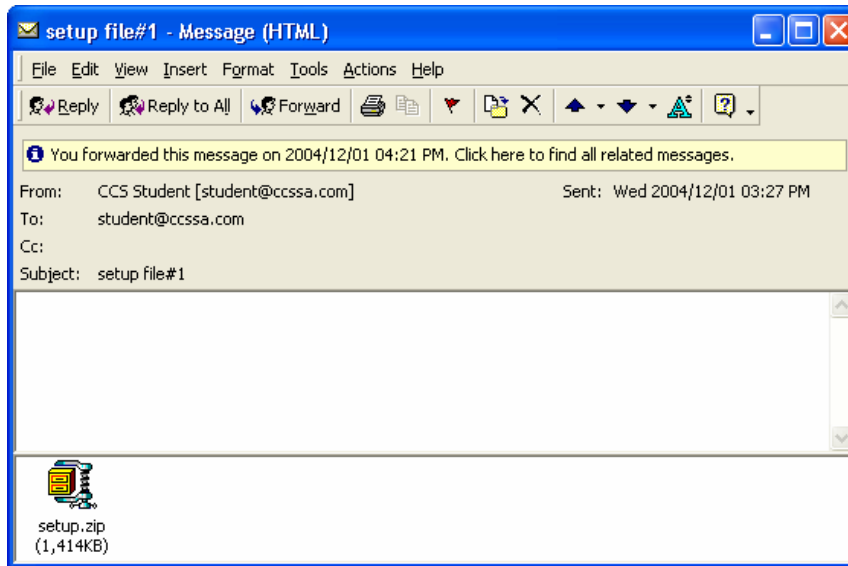 setup file#1 - Message (HTML)
File Edit View Insert Format Tools Actions Help
Reply Reply to All Forward
You forwarded this message on 2004/12/01 04:21 PM. Click here to find all related messages.
From: CCS Student [student@ccssa.com] Sent: Wed 2004/12/01 03:27 PM
To: student@ccssa.com
Cc:
Subject: setup file#1
setup.zip
(1,414KB)